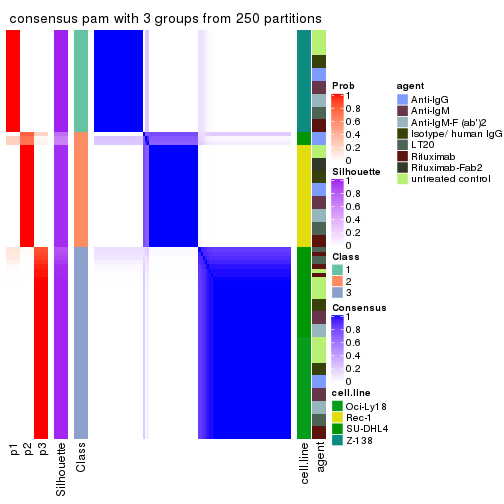 consensus pam with 3 groups from 250 partitions
Prob
1
0.8
0.6
0.4
0.2
0
Silhouette
1
0.8
0.6
0.4
0.2
0
Class
1
2
3
Consensus
1
0.8
0.6
0.4
0.2
0
cell.line
Oci-Ly18
Rec-1
SU-DHL4
Z-138
agent
Anti-IgG
Anti-IgM
Anti-IgM-F (ab')2
Isotype/ human IgG
LT20
Rituximab
Rituximab-Fab2
untreated control
p1
p2
p3
Silhouette
Class
cell.line
agent